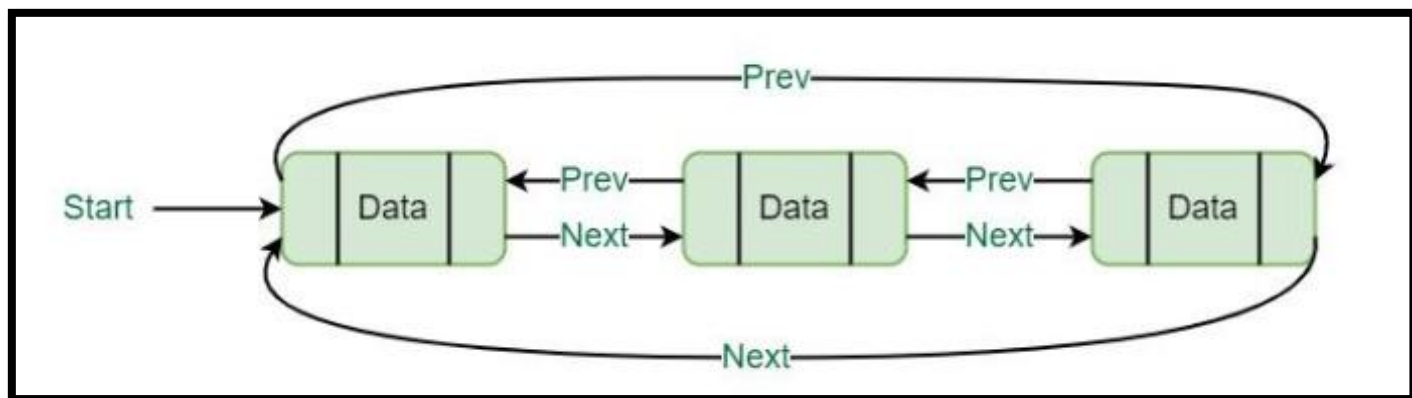 Prev
Prev Prev
Start Data Data Data
Next Next
Next